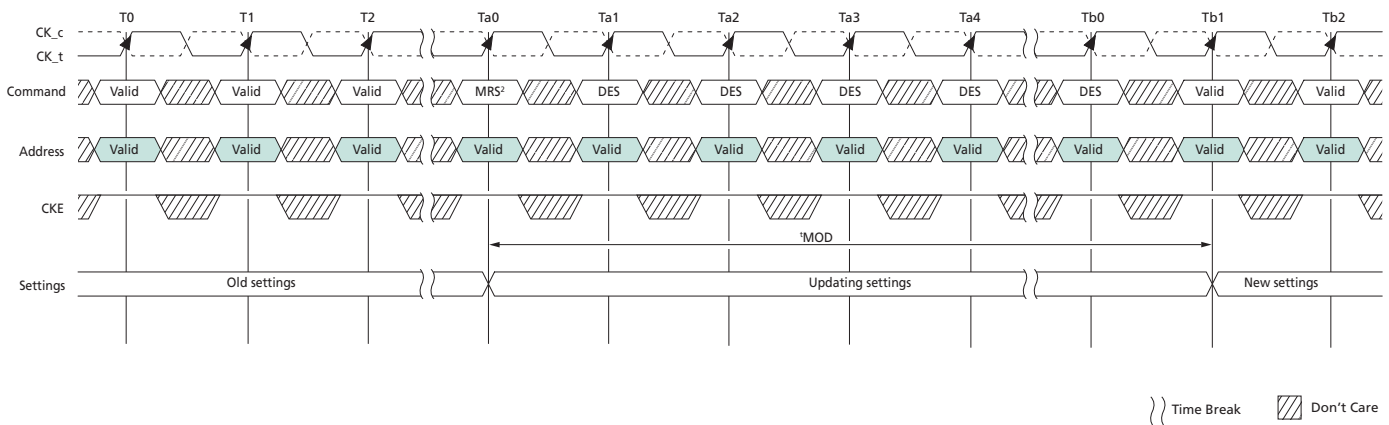 T0 T1 T2 Ta0 Ta1 Ta2 Ta3 Ta4 Tb0 Tb1 Tb2
CK_c
CK_t
Command Valid Valid Valid MRS² DES DES DES DES DES Valid Valid
Address Valid Valid Valid Valid Valid Valid Valid Valid Valid Valid Valid
CKE
ᵗMOD
Settings Old settings Updating settings New settings
Time Break Don't Care